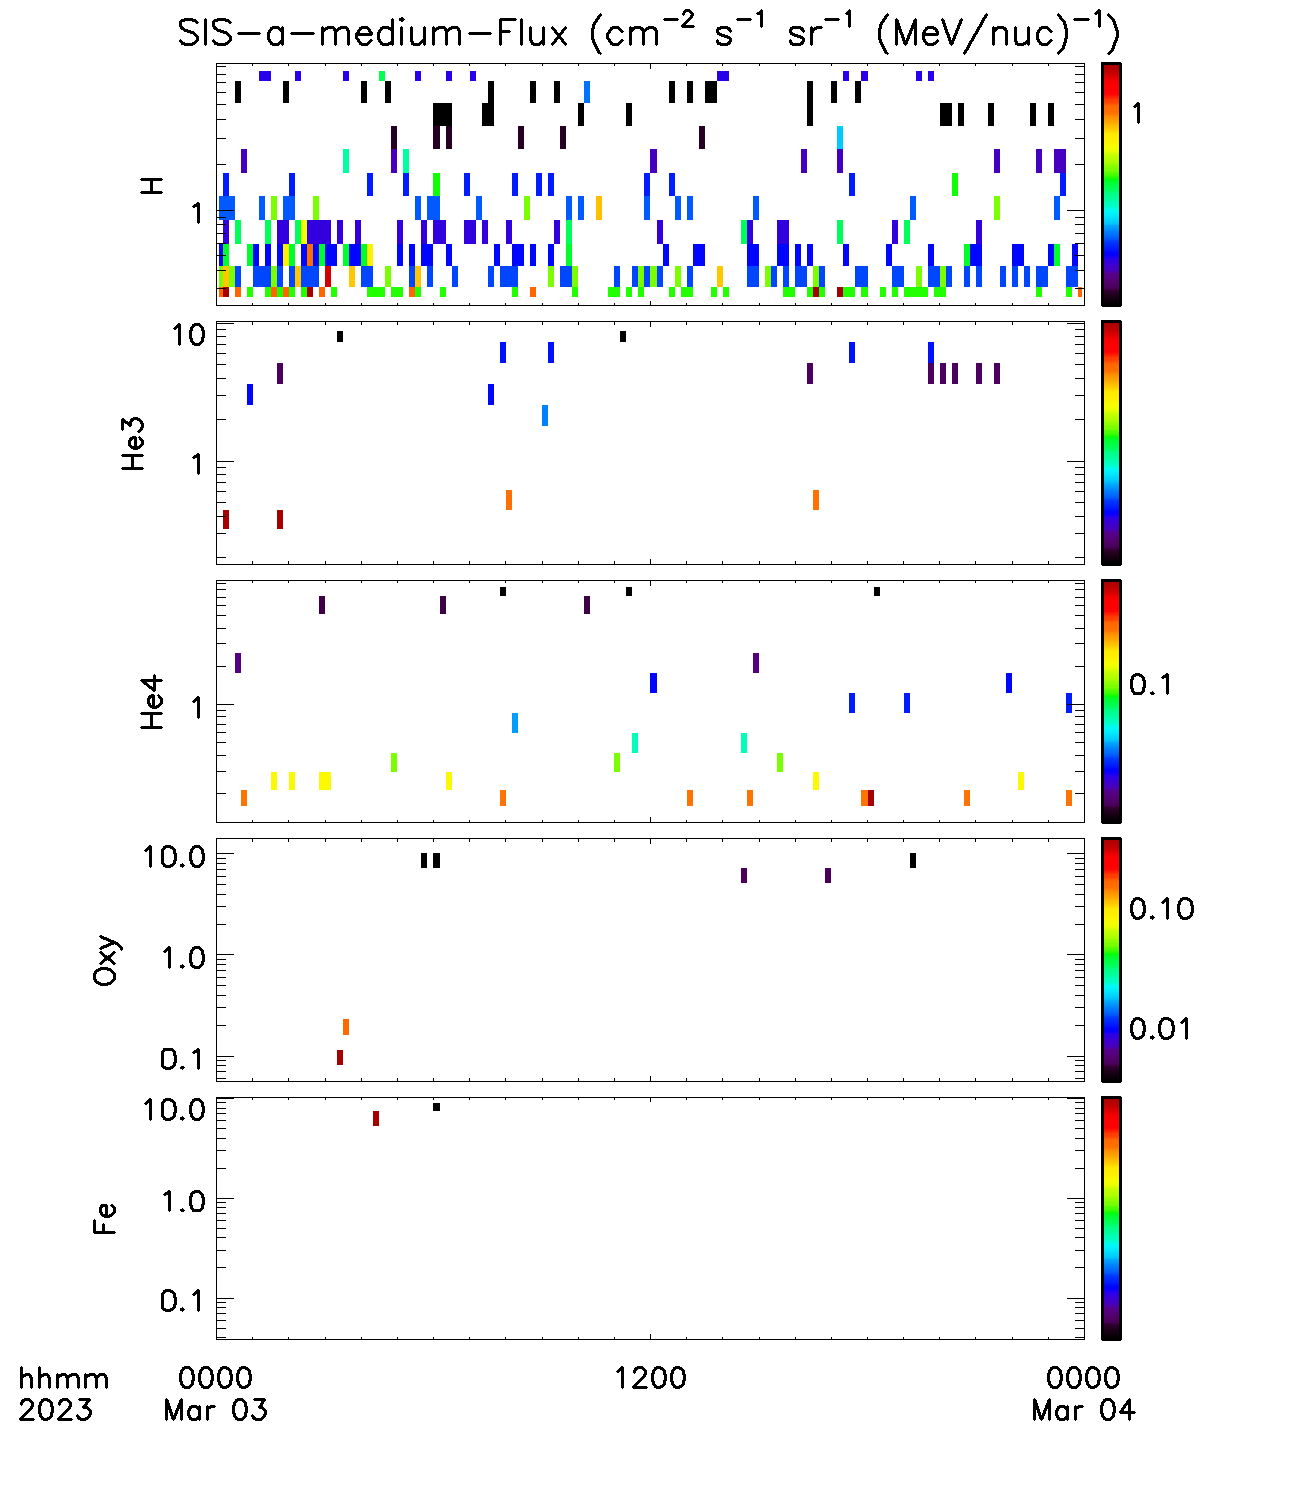 SIS-a-medium-Flux (cm⁻² s⁻¹ sr⁻¹ (MeV/nuc)⁻¹)
H
1
1
He3
10
1
He4
1
0.1
Oxy
10.0
1.0
0.1
0.10
0.01
Fe
10.0
1.0
0.1
hhmm 0000 1200 0000
2023 Mar 03 Mar 04